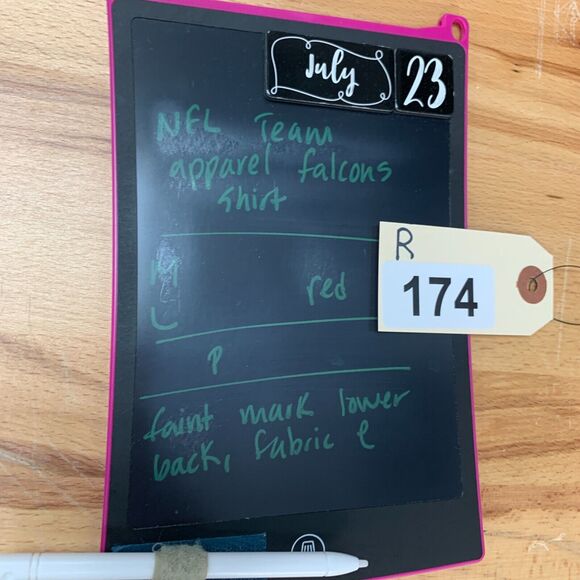 July 23
NFL Team
apparel falcons
shirt
R
174
M red
L
P
faint mark lower
back, fabric e